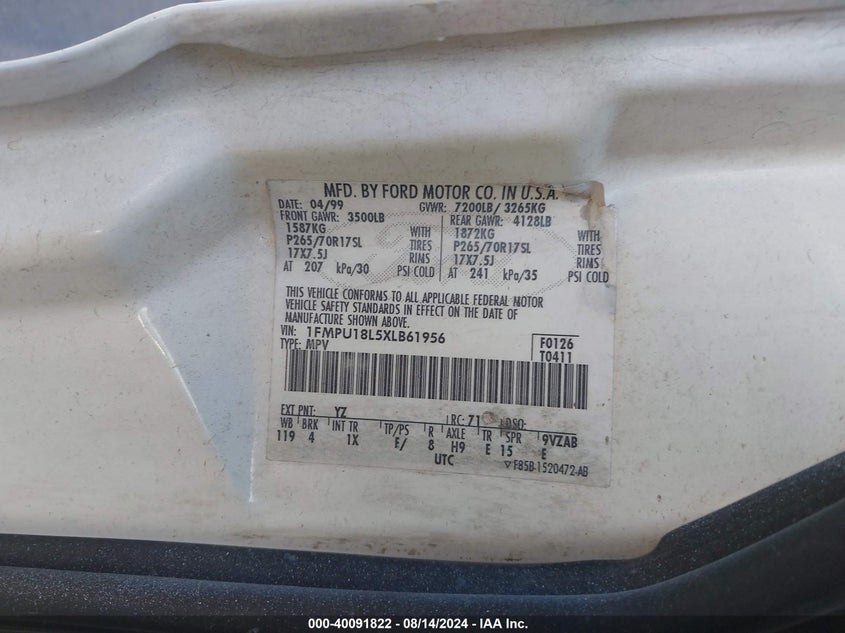 MFD. BY FORD MOTOR CO. IN U.S.A.
DATE: 04/99 GVWR: 7200LB/ 3265KG
FRONT GAWR: 3500LB REAR GAWR: 4128LB
1587KG WITH 1872KG WITH
P265/70R17SL TIRES P265/70R17SL TIRES
17X7.5J RIMS 17X7.5J RIMS
AT 207 kPa/30 PSI COLD AT 241 kPa/35 PSI COLD
THIS VEHICLE CONFORMS TO ALL APPLICABLE FEDERAL MOTOR
VEHICLE SAFETY STANDARDS IN EFFECT ON THE DATE OF
MANUFACTURE SHOWN ABOVE.
VIN: 1FMPU18L5XLB61956 F0126
TYPE: MPV T0411
EXT PNT: YZ RC: 71 DSO:
WB BRK INT TR TP/PS R AXLE TR SPR 9VZAB
119 4 1X F/ 8 H9 E 15 E
UTC F85B-1520472-AB
000-40091822 - 08/14/2024 - IAA Inc.